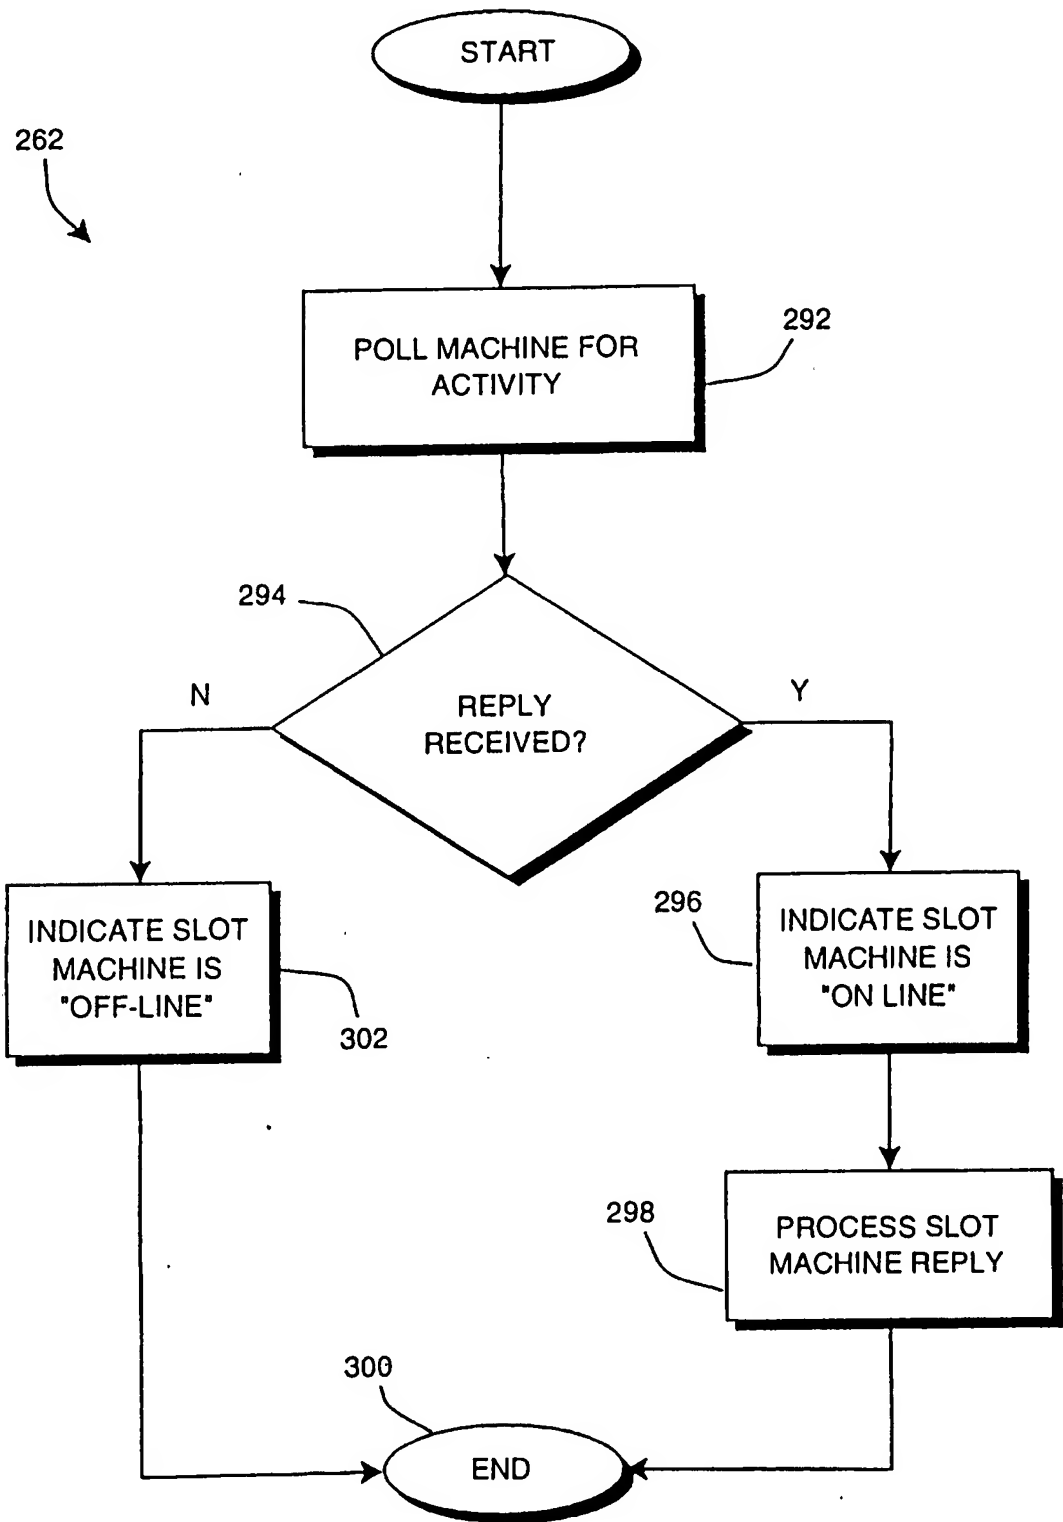 START
262
POLL MACHINE FOR
ACTIVITY
292
294
N
REPLY
RECEIVED?
Y
INDICATE SLOT
MACHINE IS
"OFF-LINE"
302
296
INDICATE SLOT
MACHINE IS
"ON LINE"
298
PROCESS SLOT
MACHINE REPLY
300
END